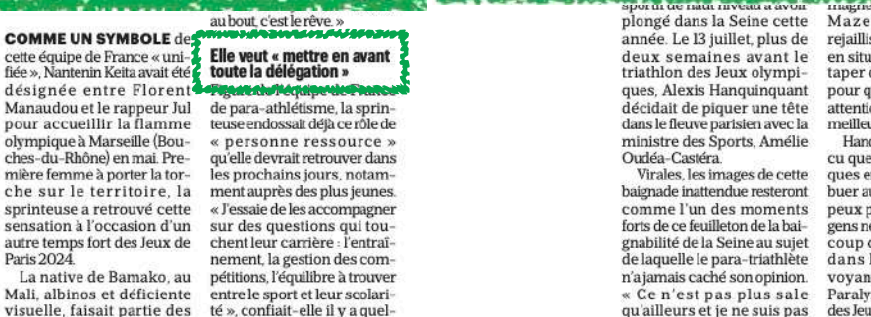 COMME UN SYMBOLE de
cette équipe de France « uni-
fiée », Nantenin Keita avait été
désignée entre Florent
Manaudou et le rappeur Jul
pour accueillir la flamme
olympique à Marseille (Bou-
ches-du-Rhône) en mai. Pre-
mière femme à porter la tor-
che sur le territoire, la
sprinteuse a retrouvé cette
sensation à l'occasion d'un
autre temps fort des Jeux de
Paris 2024.
La native de Bamako, au
Mali, albinos et déficiente
visuelle, faisait partie des
au bout, c'est le rêve. »
Elle veut « mettre en avant
toute la délégation »
Figure de l'équipe de France
de para-athlétisme, la sprin-
teuse endossait déjà ce rôle de
« personne ressource »
qu'elle devrait retrouver dans
les prochains jours, notam-
ment auprès des plus jeunes.
« J'essaie de les accompagner
sur des questions qui tou-
chent leur carrière : l'entraî-
nement, la gestion des com-
pétitions, l'équilibre à trouver
entre le sport et leur scolari-
té », confiait-elle il y a quel-
sportif de haut niveau à avoir
plongé dans la Seine cette
année. Le 13 juillet, plus de
deux semaines avant le
triathlon des Jeux olympi-
ques, Alexis Hanquinquant
décidait de piquer une tête
dans le fleuve parisien avec la
ministre des Sports, Amélie
Oudéa-Castéra.
Virales, les images de cette
baignade inattendue resteront
comme l'un des moments
forts de ce feuilleton de la bai-
gnabilité de la Seine au sujet
de laquelle le para-triathlète
n'a jamais caché son opinion.
« Ce n'est pas plus sale
qu'ailleurs et je ne suis pas
Maze
rejaillis
en situ
taper
pour q
attenti
meilleu
Hand
cu que
ques e
buer au
peux p
gens ne
coup
dans l
voyan
Paraly
des Jeu